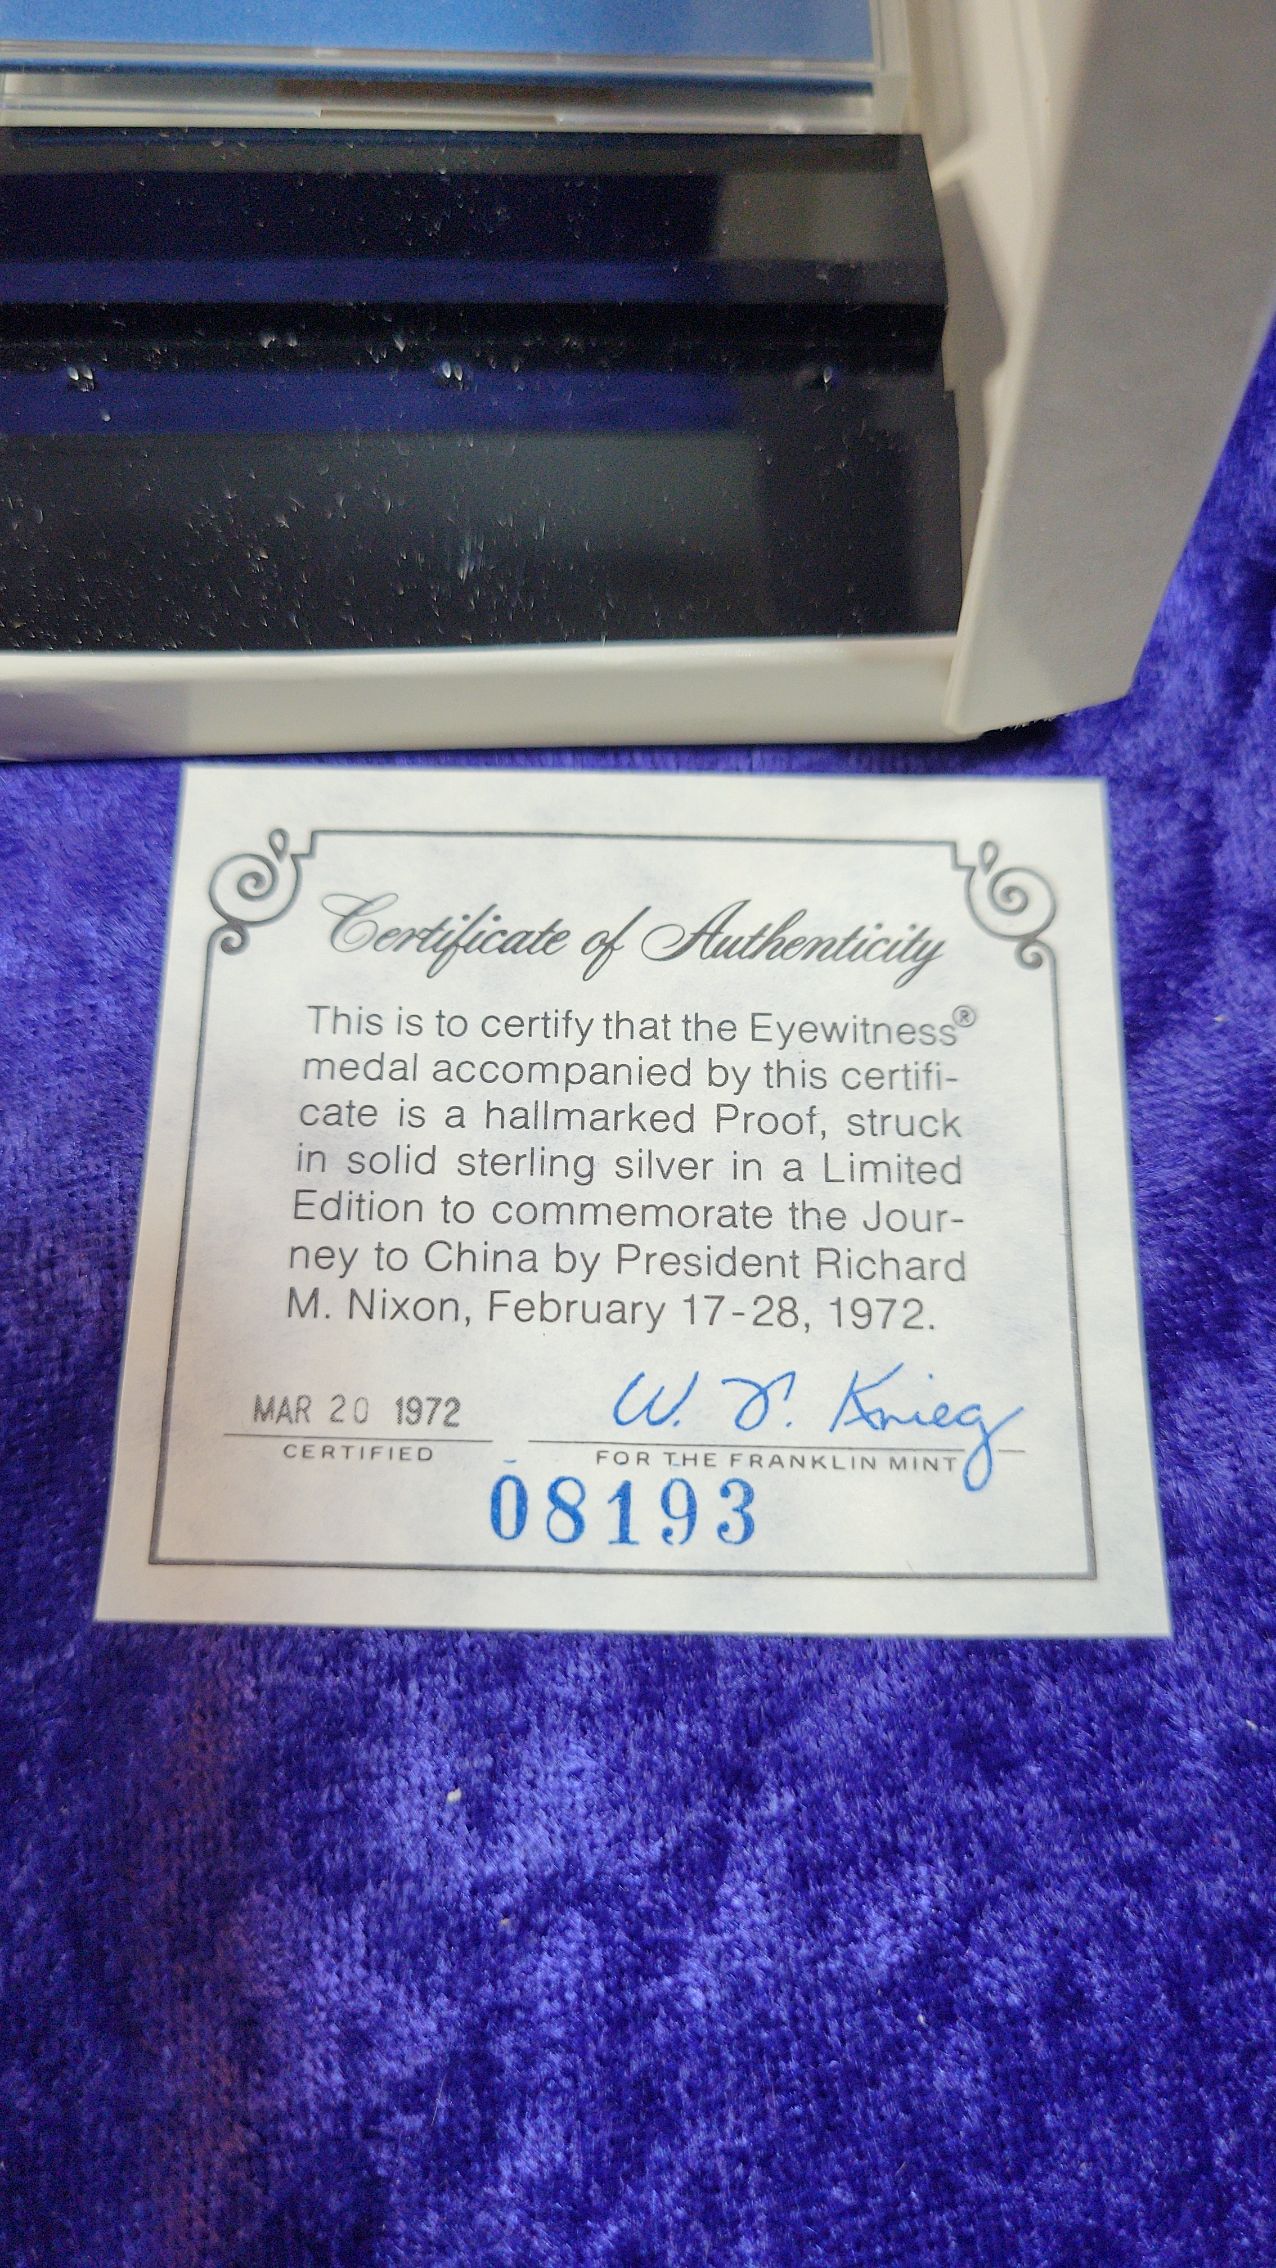 Certificate of Authenticity
This is to certify that the Eyewitness®
medal accompanied by this certifi-
cate is a hallmarked Proof, struck
in solid sterling silver in a Limited
Edition to commemorate the Jour-
ney to China by President Richard
M. Nixon, February 17-28, 1972.
MAR 20 1972 W. F. Krieg
CERTIFIED FOR THE FRANKLIN MINT
08193